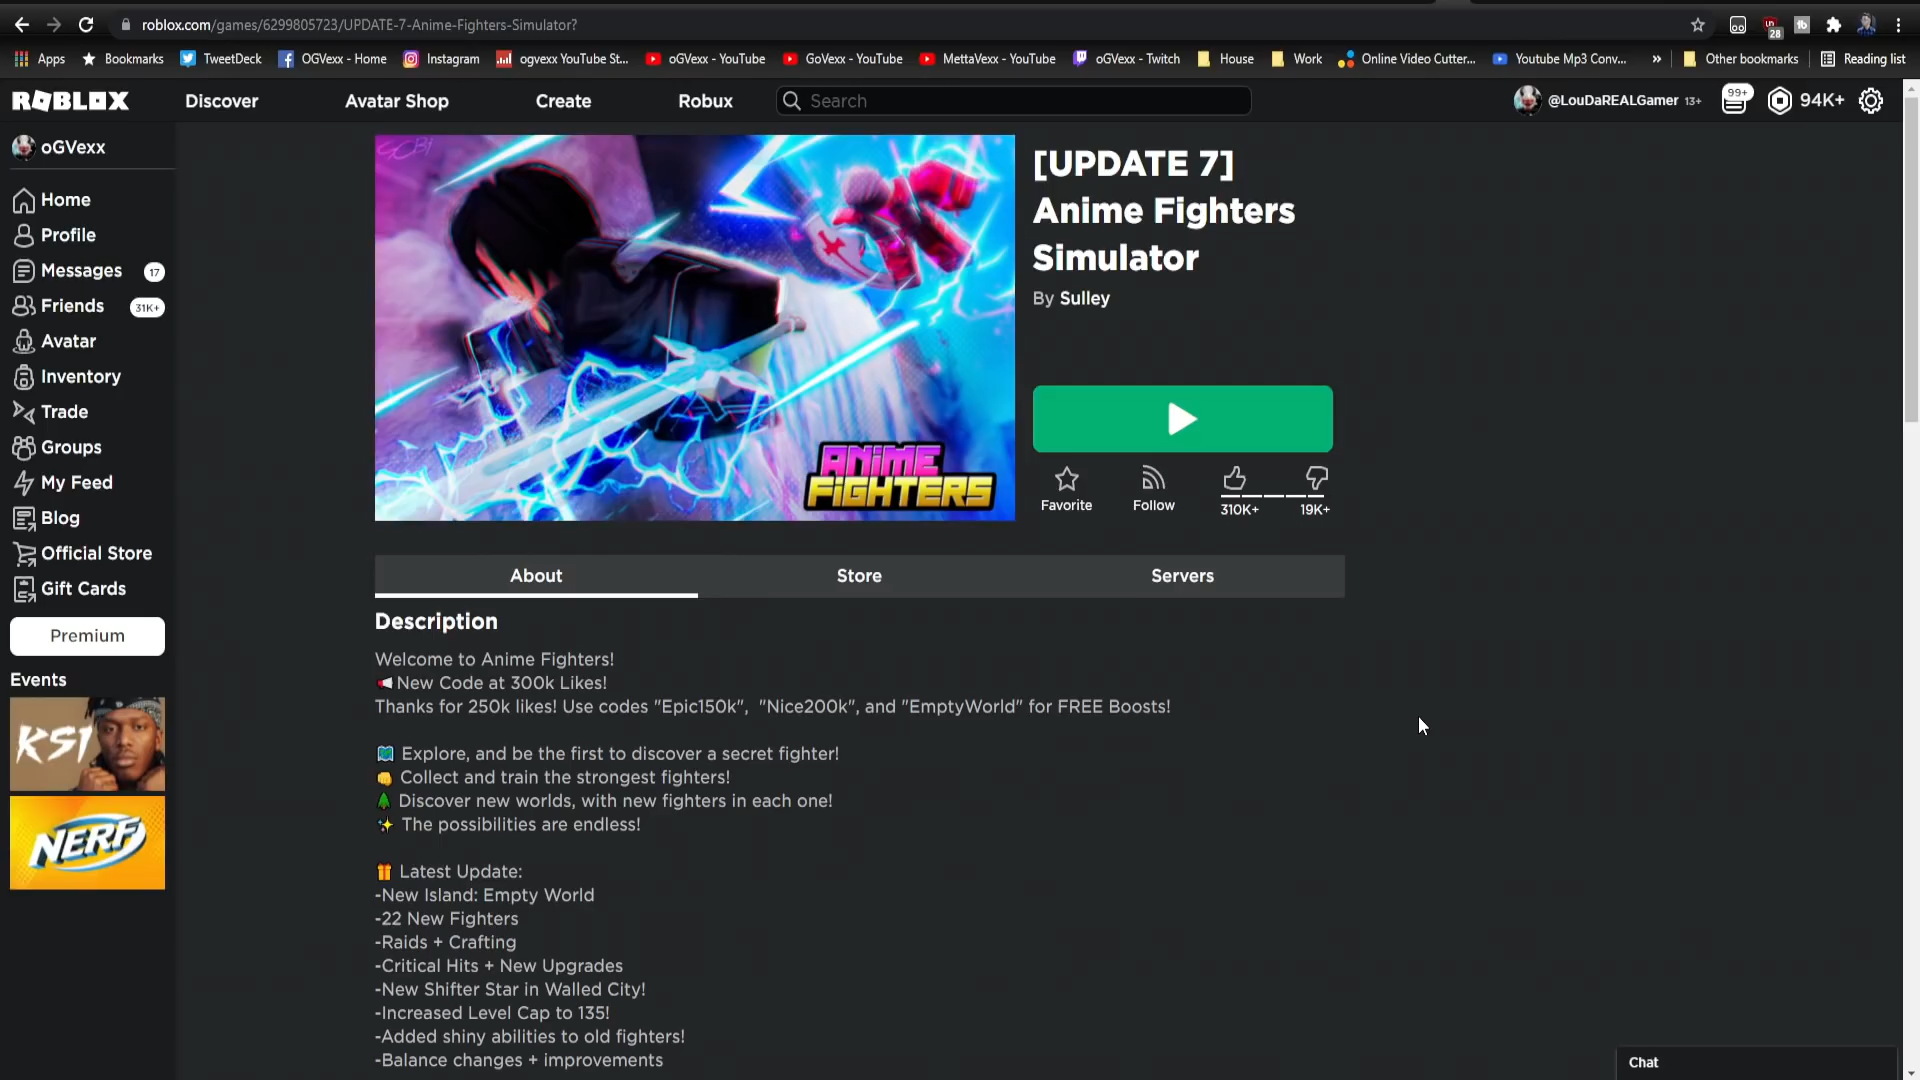 roblox.com/games/6299805723/UPDATE-7-Anime-Fighters-Simulator?
28
Apps Bookmarks TweetDeck OGVexx - Home Instagram ogvexx YouTube St... oGVexx - YouTube GoVexx - YouTube MettaVexx - YouTube oGVexx - Twitch House Work Online Video Cutter... Youtube Mp3 Conv... » Other bookmarks Reading list
ROBLOX Discover Avatar Shop Create Robux Search @LouDaREALGamer 13+ 99+ 94K+
oGVexx
Home
Profile
Messages 17
Friends 31K+
Avatar
Inventory
Trade
Groups
My Feed
Blog
Official Store
Gift Cards
Premium
Events
KSI
NERF
ANIME
FIGHTERS
[UPDATE 7]
Anime Fighters
Simulator
By Sulley
Favorite Follow 310K+ 19K+
About Store Servers
Description
Welcome to Anime Fighters!
📢New Code at 300k Likes!
Thanks for 250k likes! Use codes "Epic150k", "Nice200k", and "EmptyWorld" for FREE Boosts!
🗺️ Explore, and be the first to discover a secret fighter!
👊 Collect and train the strongest fighters!
🌲 Discover new worlds, with new fighters in each one!
✨ The possibilities are endless!
🎁 Latest Update:
-New Island: Empty World
-22 New Fighters
-Raids + Crafting
-Critical Hits + New Upgrades
-New Shifter Star in Walled City!
-Increased Level Cap to 135!
-Added shiny abilities to old fighters!
-Balance changes + improvements
Chat